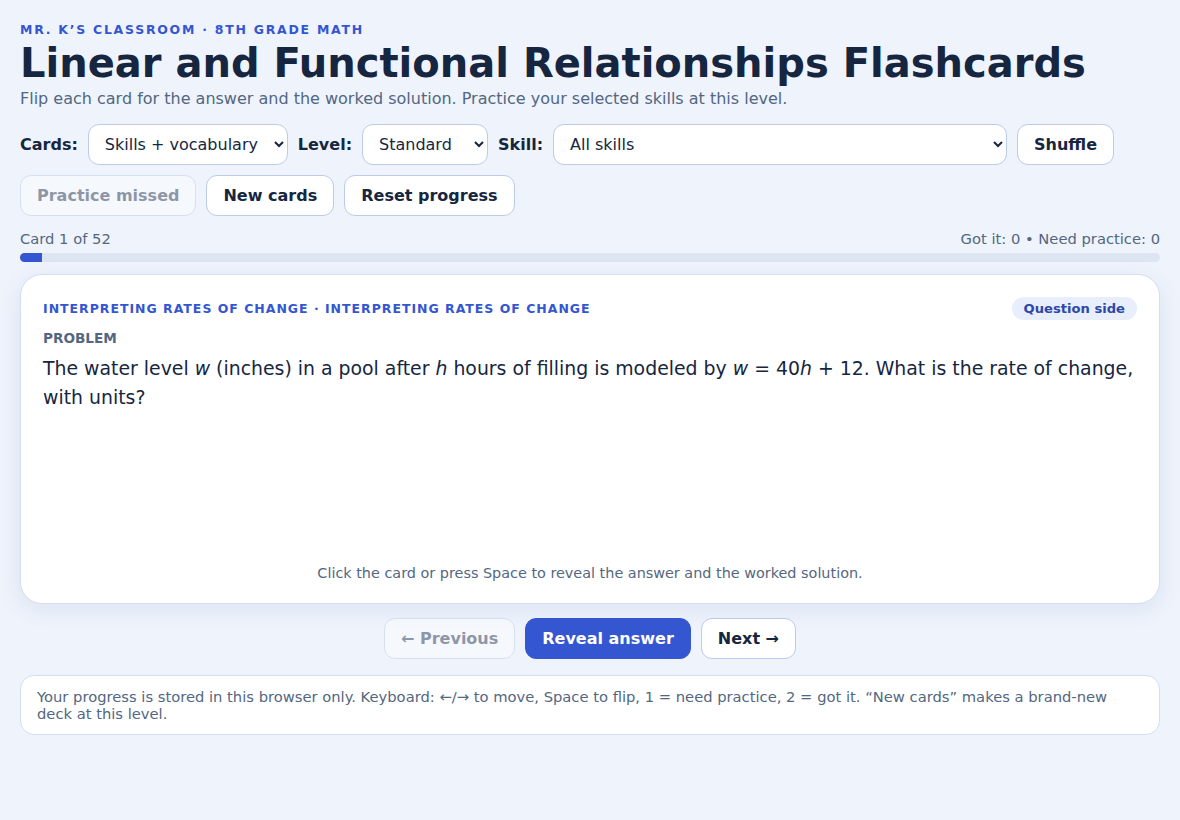 MR. K’S CLASSROOM · 8TH GRADE MATH
Linear and Functional Relationships Flashcards
Flip each card for the answer and the worked solution. Practice your selected skills at this level.
Cards: Skills + vocabulary Level: Standard Skill: All skills Shuffle
Practice missed New cards Reset progress
Card 1 of 52 Got it: 0 • Need practice: 0
INTERPRETING RATES OF CHANGE · INTERPRETING RATES OF CHANGE Question side
PROBLEM
The water level w (inches) in a pool after h hours of filling is modeled by w = 40h + 12. What is the rate of change,
with units?
Click the card or press Space to reveal the answer and the worked solution.
← Previous Reveal answer Next →
Your progress is stored in this browser only. Keyboard: ←/→ to move, Space to flip, 1 = need practice, 2 = got it. “New cards” makes a brand-new
deck at this level.